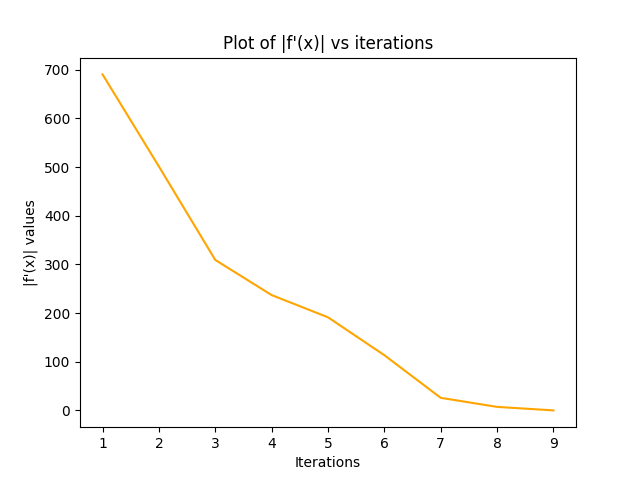 Plot of |f'(x)| vs iterations
700
600
500
400
300
200
100
0
|f'(x)| values
1 2 3 4 5 6 7 8 9
Iterations